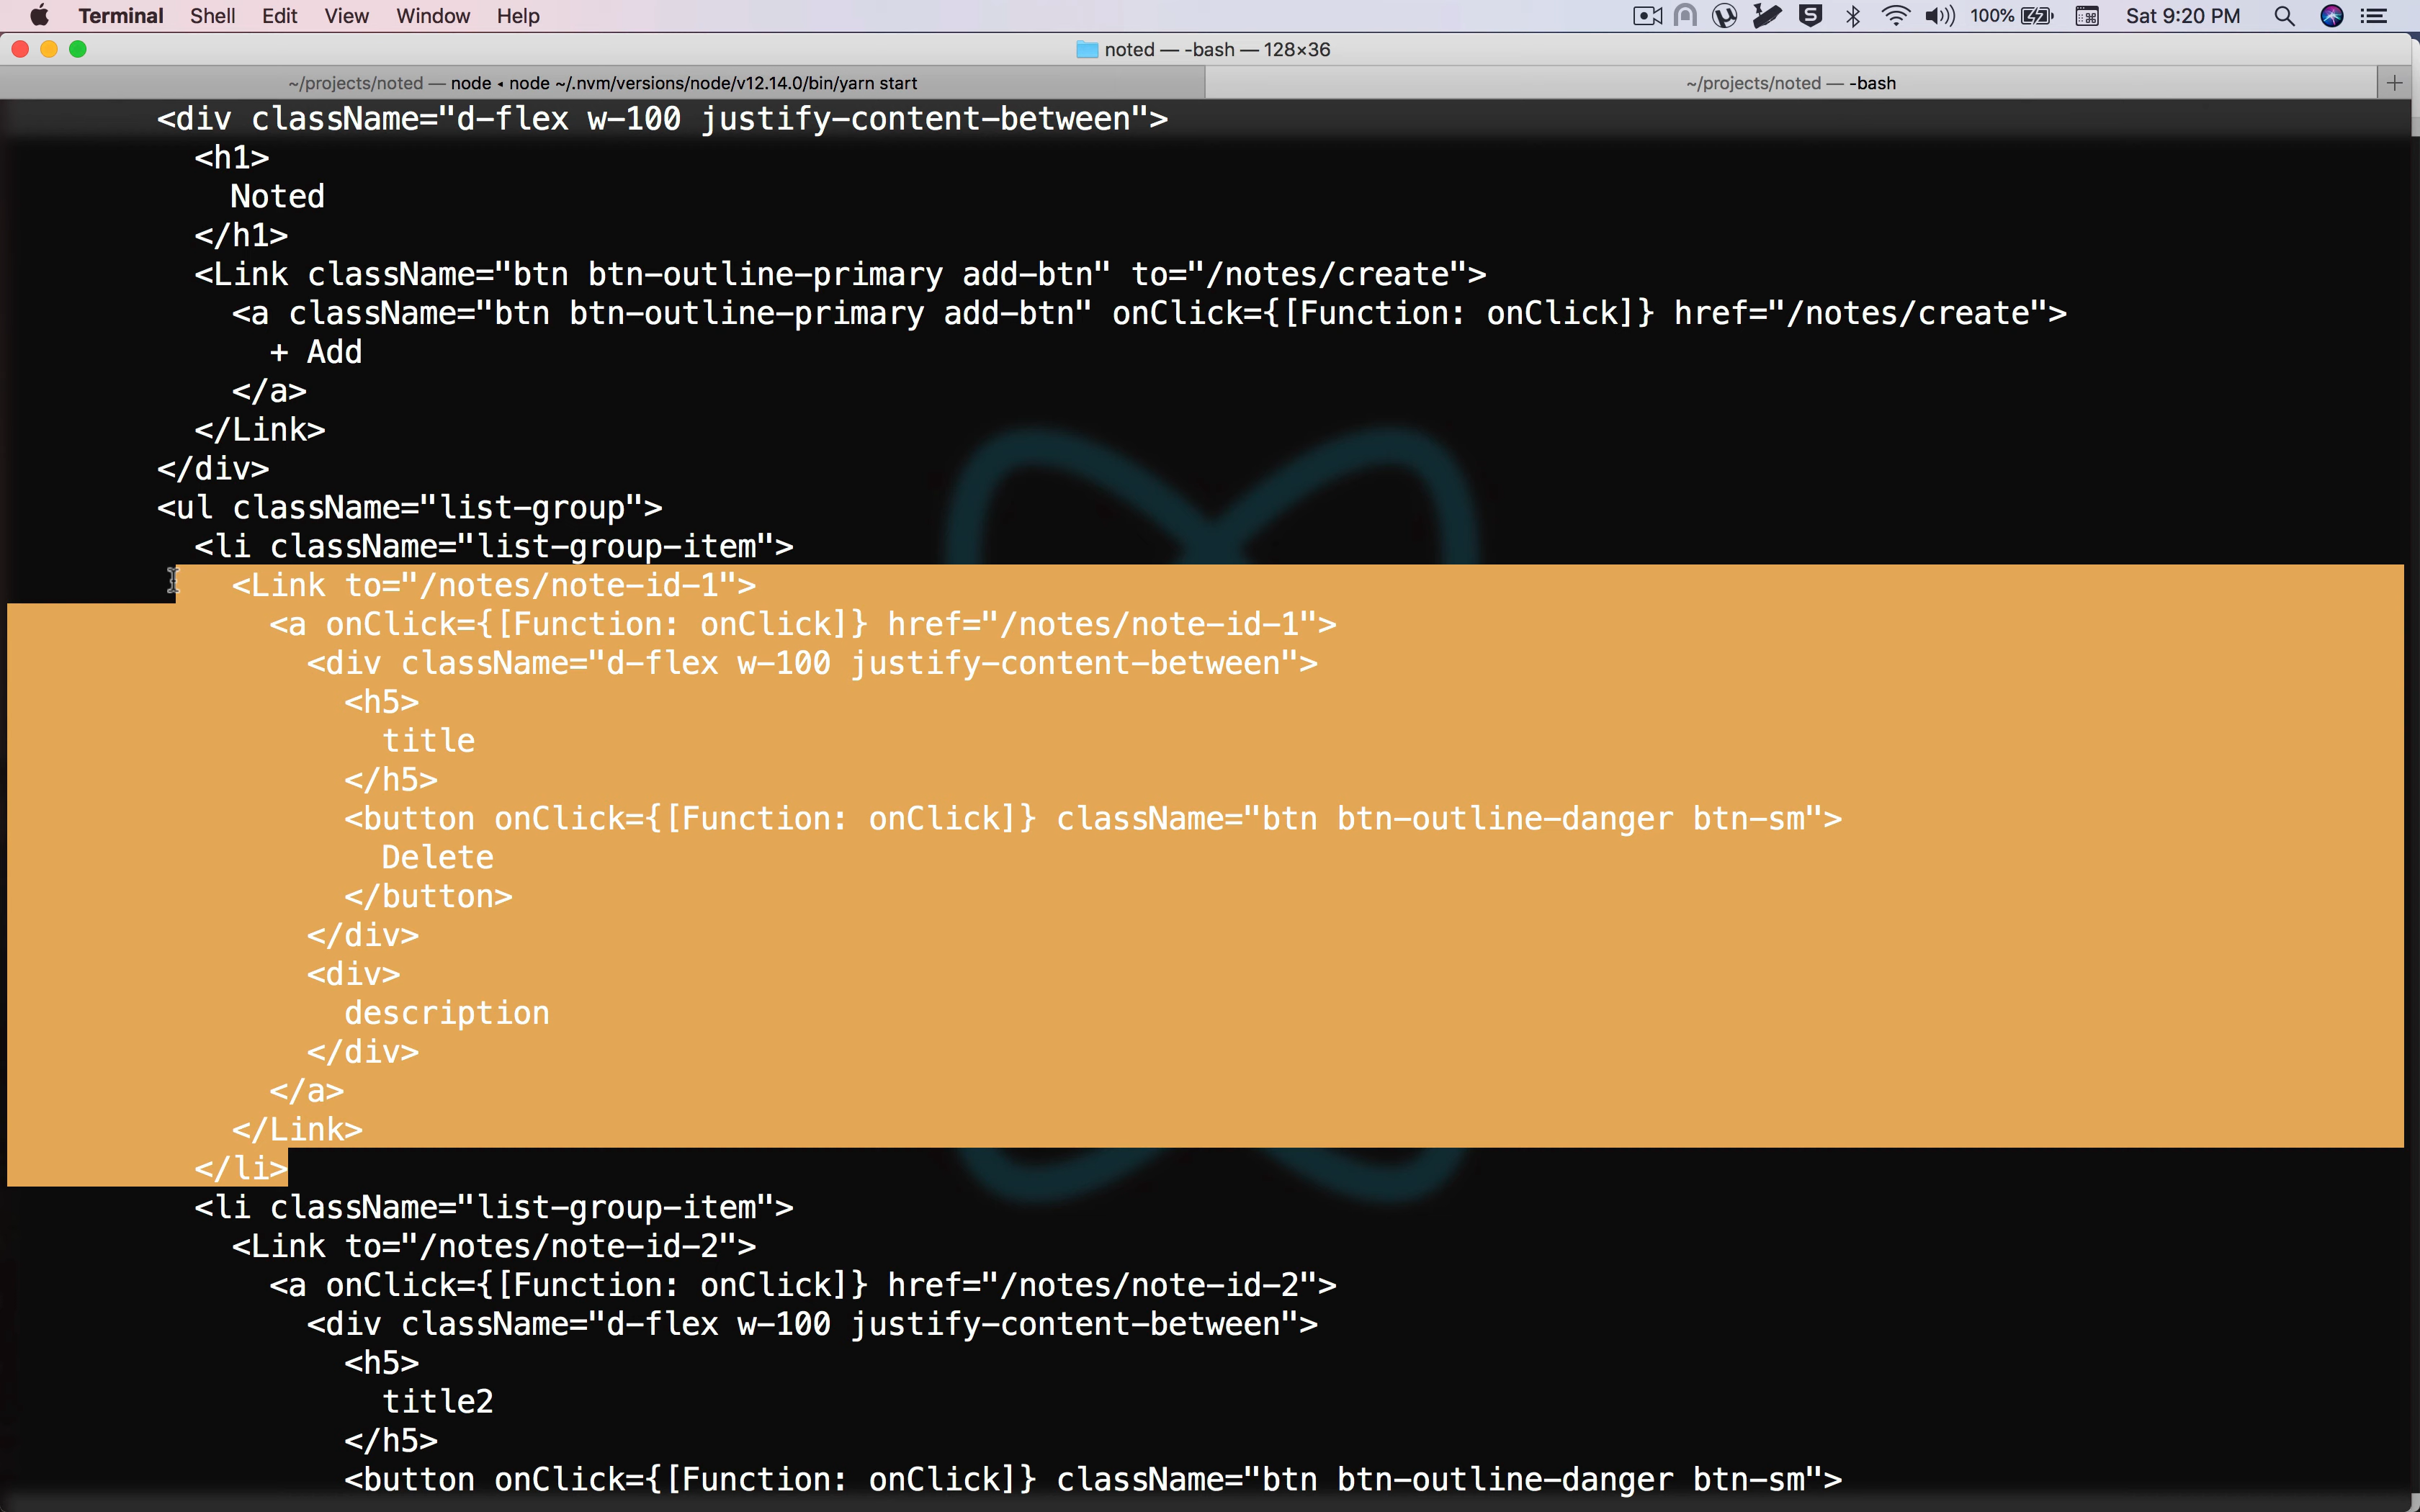 Terminal Shell Edit View Window Help 100% Sat 9:20 PM
noted — -bash — 128×36
~/projects/noted — node ◂ node ~/.nvm/versions/node/v12.14.0/bin/yarn start
~/projects/noted — -bash
<div className="d-flex w-100 justify-content-between">
<h1>
Noted
</h1>
<Link className="btn btn-outline-primary add-btn" to="/notes/create">
<a className="btn btn-outline-primary add-btn" onClick={[Function: onClick]} href="/notes/create">
+ Add
</a>
</Link>
</div>
<ul className="list-group">
<li className="list-group-item">
<Link to="/notes/note-id-1">
<a onClick={[Function: onClick]} href="/notes/note-id-1">
<div className="d-flex w-100 justify-content-between">
<h5>
title
</h5>
<button onClick={[Function: onClick]} className="btn btn-outline-danger btn-sm">
Delete
</button>
</div>
<div>
description
</div>
</a>
</Link>
</li>
<li className="list-group-item">
<Link to="/notes/note-id-2">
<a onClick={[Function: onClick]} href="/notes/note-id-2">
<div className="d-flex w-100 justify-content-between">
<h5>
title2
</h5>
<button onClick={[Function: onClick]} className="btn btn-outline-danger btn-sm">